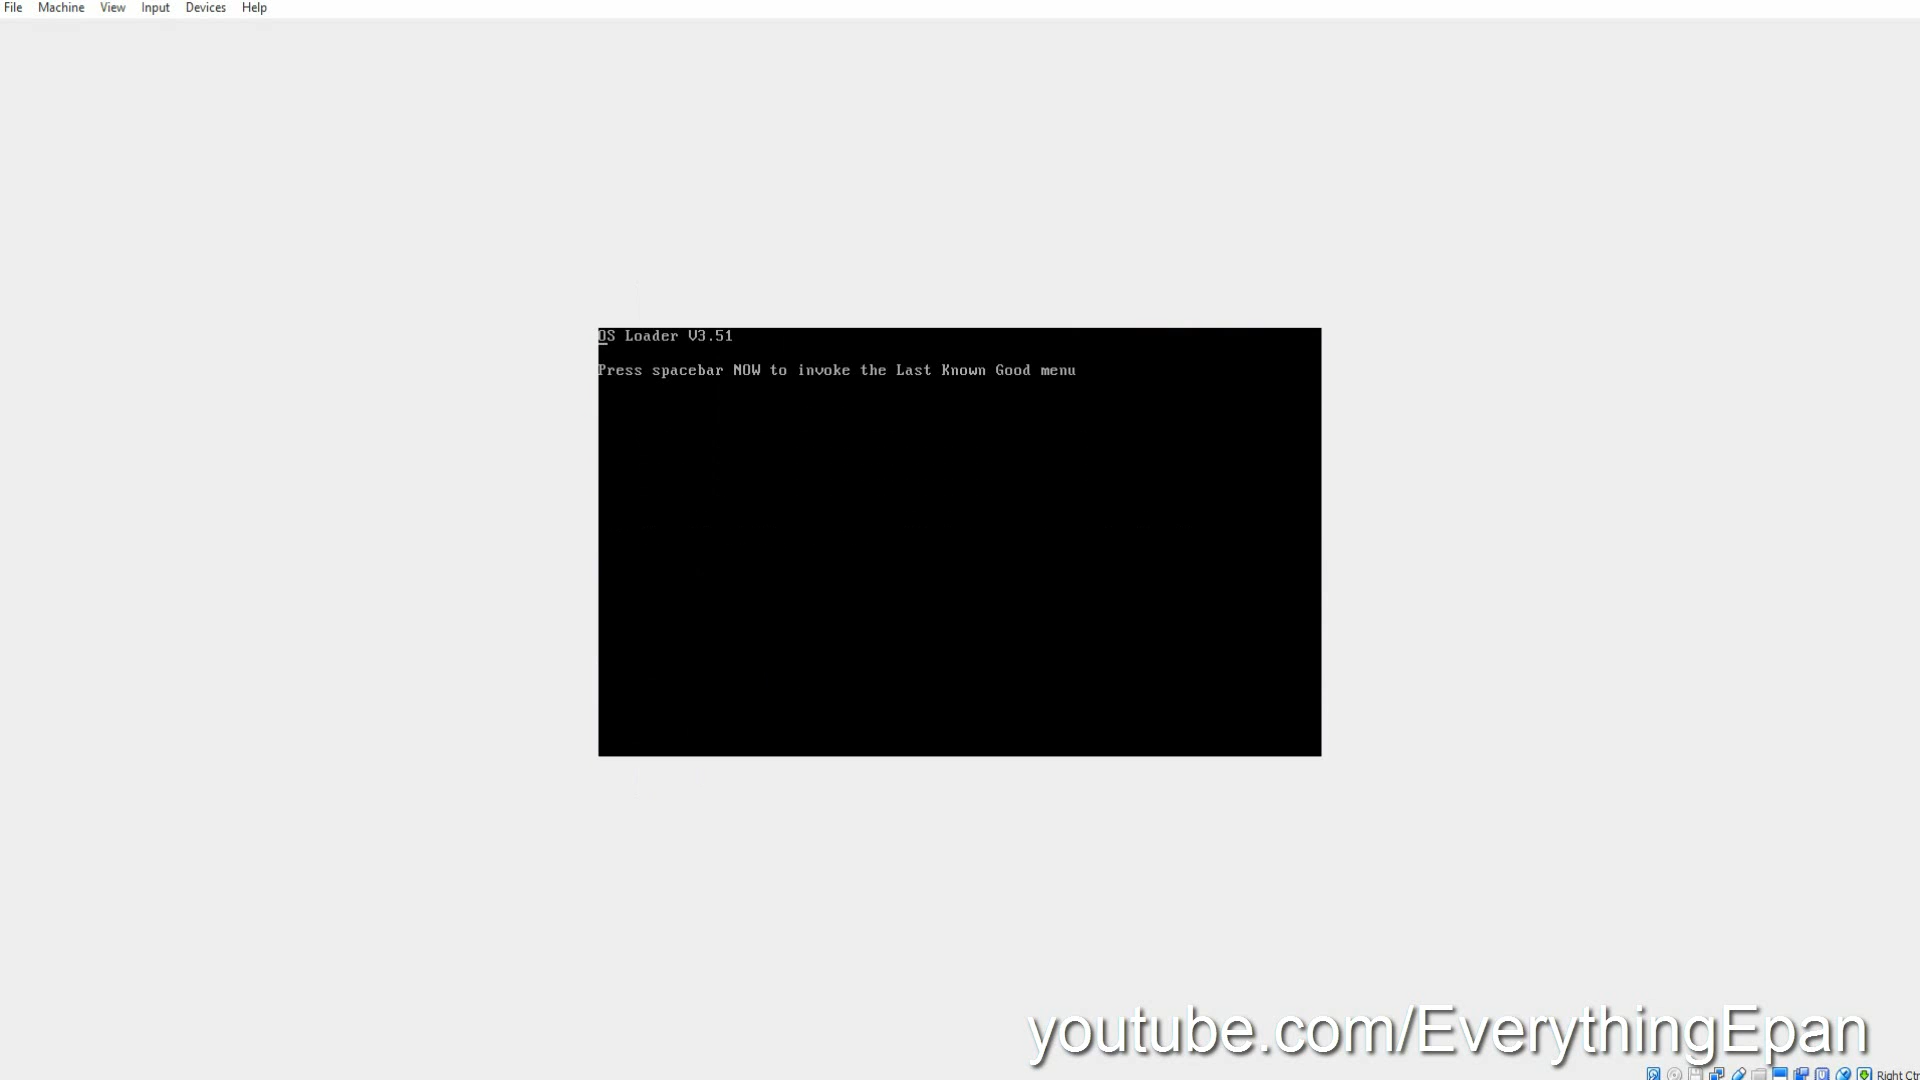 File Machine View Input Devices Help
OS Loader V3.51
Press spacebar NOW to invoke the Last Known Good menu
youtube.com/EverythingEpan
Right Ctr